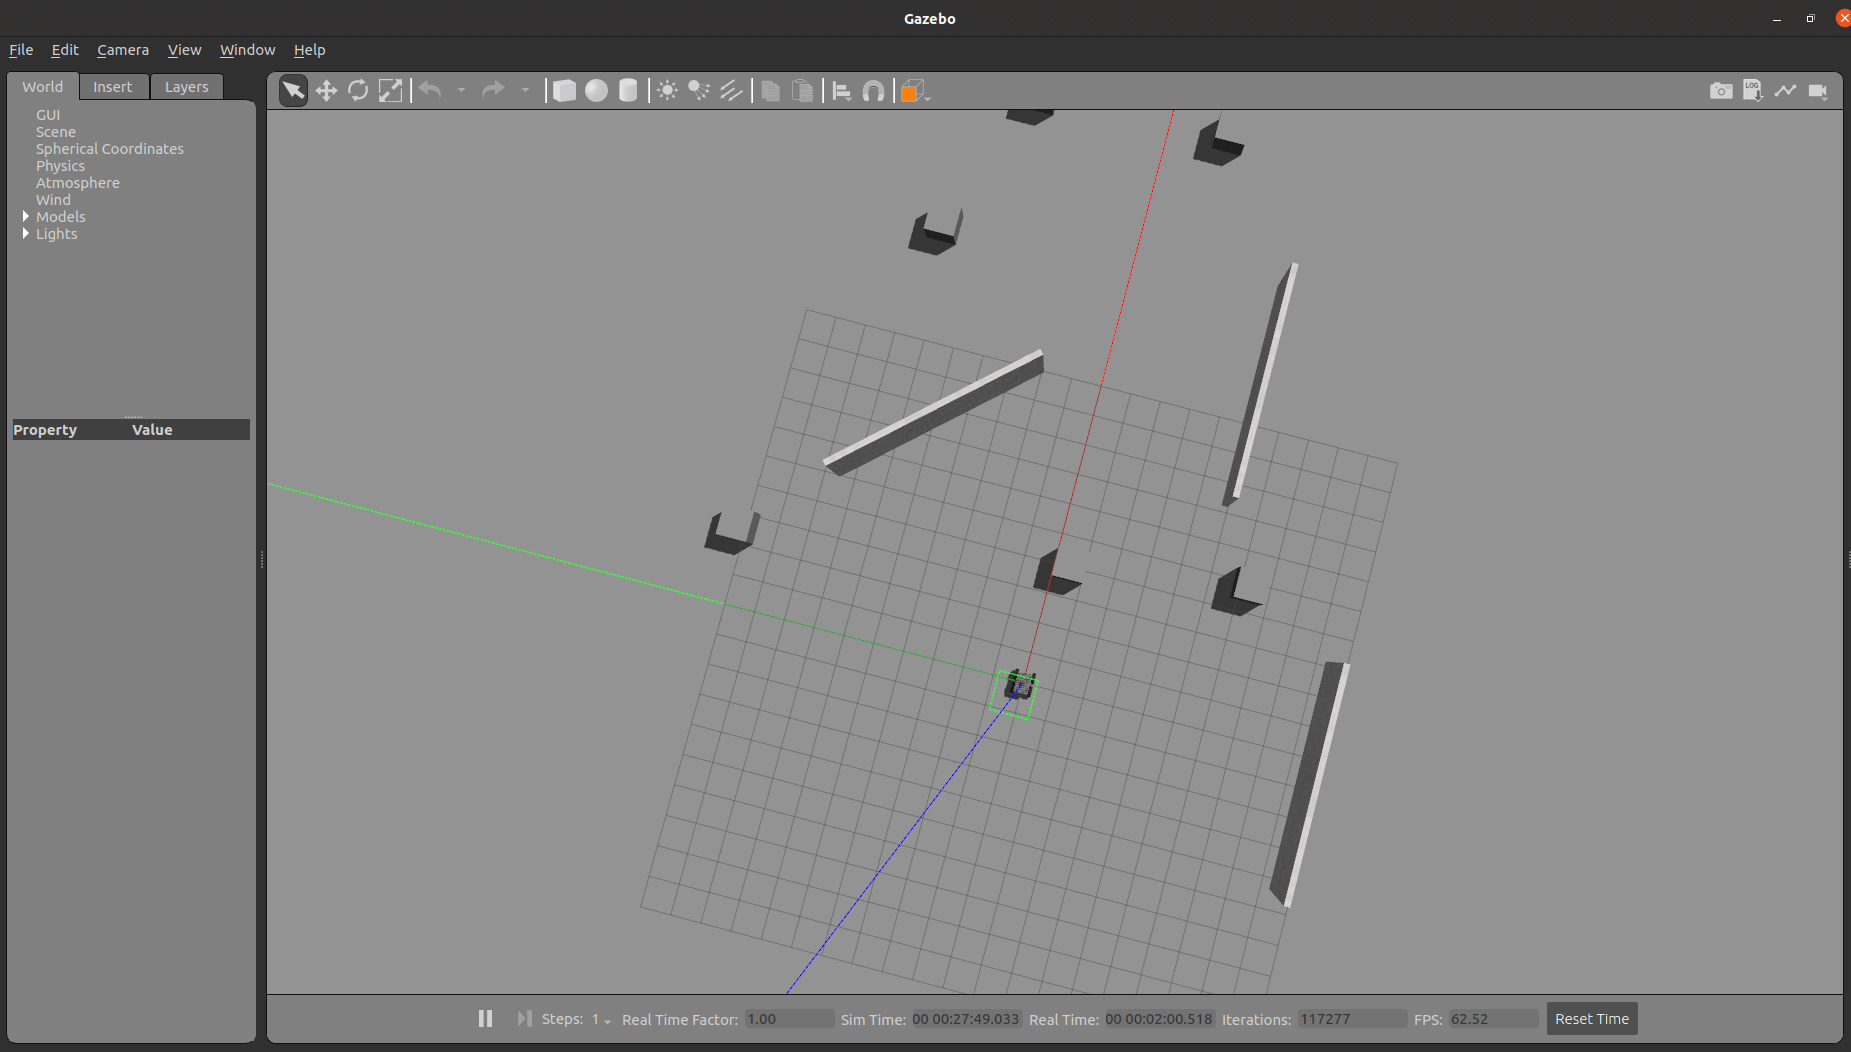 Gazebo
File Edit Camera View Window Help
World Insert Layers
GUI
Scene
Spherical Coordinates
Physics
Atmosphere
Wind
Models
Lights
Property Value
LOG
Steps: 1 Real Time Factor: 1.00 Sim Time: 00 00:27:49.033 Real Time: 00 00:02:00.518 Iterations: 117277 FPS: 62.52 Reset Time